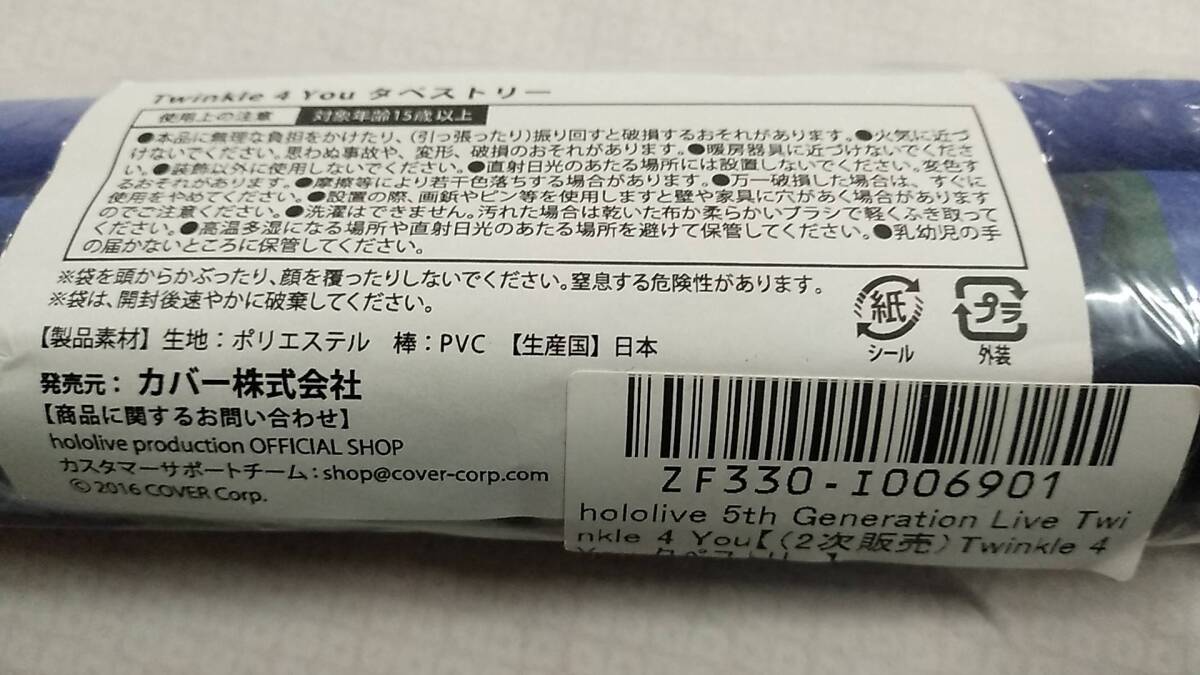 Twinkle 4 You タペストリー
使用上の注意 対象年齢15歳以上
●本品に無理な負担をかけたり、(引っ張ったり)振り回すと破損するおそれがあります。●火気に近づ
けないでください。思わぬ事故や、変形、破損のおそれがあります。●暖房器具に近づけないでくださ
い。●装飾以外に使用しないでください。●直射日光のあたる場所には設置しないでください。変色す
るおそれがあります。●摩擦等により若干色落ちする場合があります。●万一破損した場合は、すぐに
使用をやめてください。●設置の際、画鋲やピン等を使用しますと壁や家具に穴があく場合があります
のでご注意ください。●洗濯はできません。汚れた場合は乾いた布か柔らかいブラシで軽くふき取って
ください。●高温多湿になる場所や直射日光のあたる場所を避けて保管してください。●乳幼児の手
の届かないところに保管してください。
※袋を頭からかぶったり、顔を覆ったりしないでください。窒息する危険性があります。
※袋は、開封後速やかに破棄してください。
紙
シール
プラ
外装
【製品素材】生地:ポリエステル 棒:PVC 【生産国】日本
発売元:カバー株式会社
【商品に関するお問い合わせ】
hololive production OFFICIAL SHOP
カスタマーサポートチーム:shop@cover-corp.com
© 2016 COVER Corp.
ZF330-I006901
hololive 5th Generation Live Twi
nkle 4 You【(2次販売)Twinkle 4
You タペストリー】